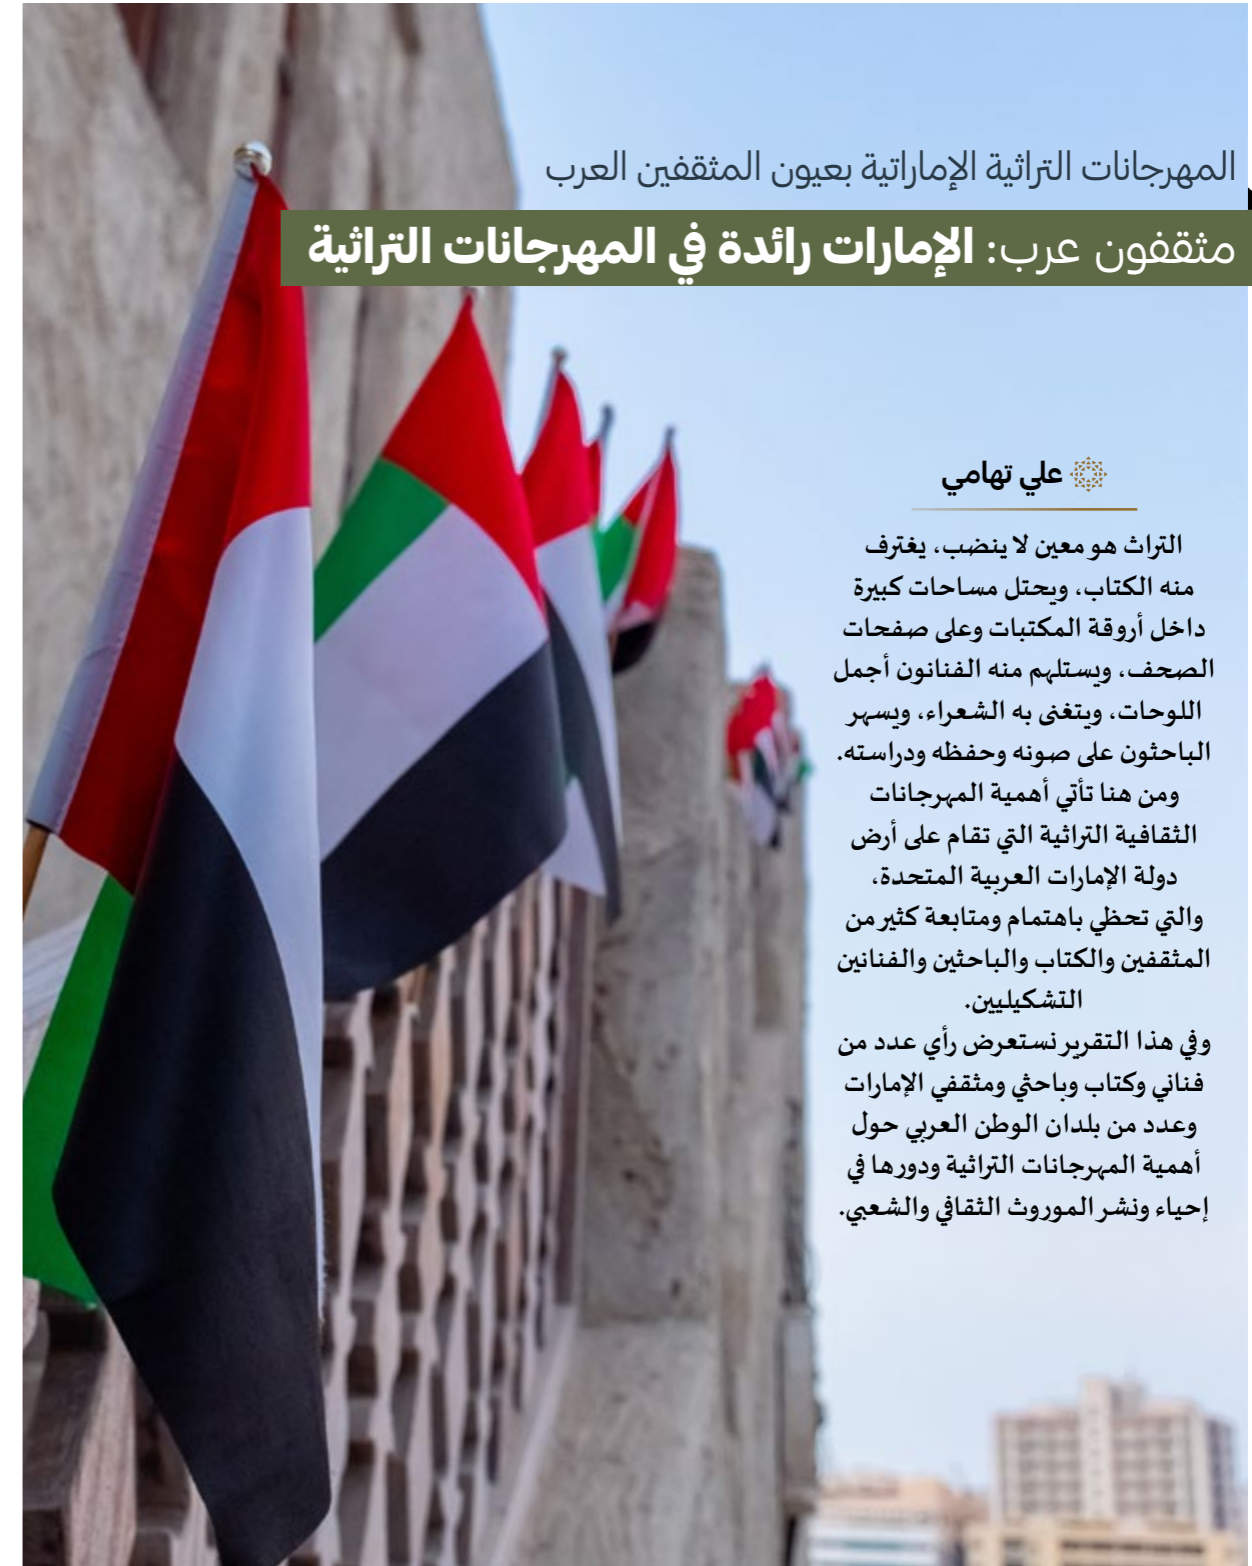 المهرجانات التراثية الإماراتية بعيون المثقفين العرب
مثقفون عرب: الإمارات رائدة في المهرجانات التراثية
علي تهامي
التراث هو معين لا ينضب، يغترف
منه الكتاب، ويحتل مساحات كبيرة
داخل أروقة المكتبات وعلى صفحات
الصحف، ويستلهم منه الفنانون أجمل
اللوحات، ويتغنى به الشعراء، ويسهر
الباحثون على صونه وحفظه ودراسته.
ومن هنا تأتي أهمية المهرجانات
الثقافية التراثية التي تقام على أرض
دولة الإمارات العربية المتحدة،
والتي تحظي باهتمام ومتابعة كثير من
المثقفين والكتاب والباحثين والفنانين
التشكيليين.
وفي هذا التقرير نستعرض رأي عدد من
فناني وكتاب وباحثي ومثقفي الإمارات
وعدد من بلدان الوطن العربي حول
أهمية المهرجانات التراثية ودورها في
إحياء ونشر الموروث الثقافي والشعبي.